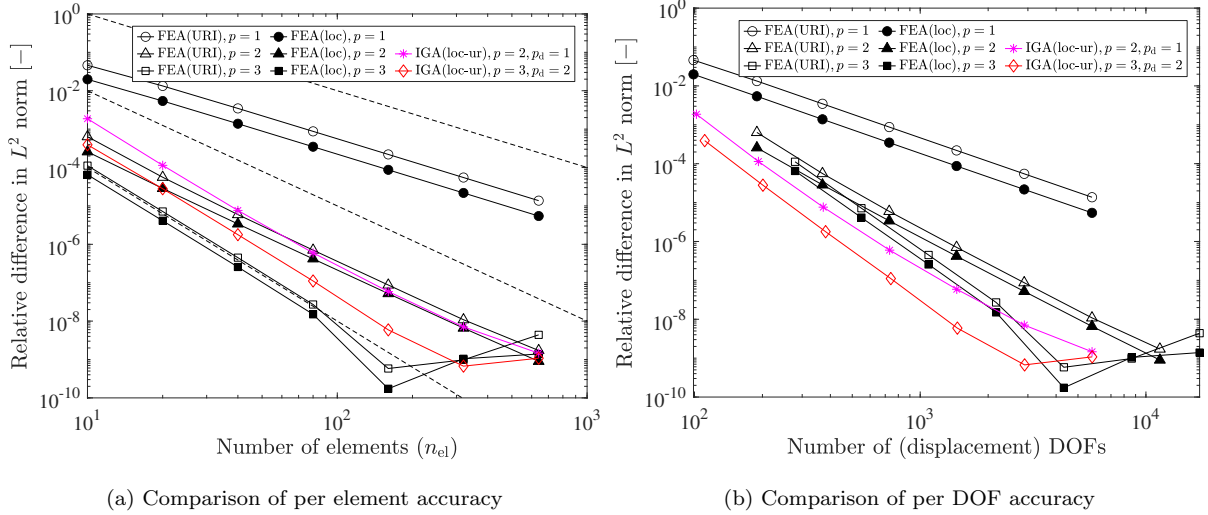 10^0
10^-2
10^-4
10^-6
10^-8
10^-10
Relative difference in L^2 norm [−]
FEA(URI), p = 1
FEA(URI), p = 2
FEA(URI), p = 3
FEA(loc), p = 1
FEA(loc), p = 2
FEA(loc), p = 3
IGA(loc-ur), p = 2, p_d = 1
IGA(loc-ur), p = 3, p_d = 2
10^1
10^2
10^3
Number of elements (n_el)
(a) Comparison of per element accuracy
10^0
10^-2
10^-4
10^-6
10^-8
10^-10
Relative difference in L^2 norm [−]
FEA(URI), p = 1
FEA(URI), p = 2
FEA(URI), p = 3
FEA(loc), p = 1
FEA(loc), p = 2
FEA(loc), p = 3
IGA(loc-ur), p = 2, p_d = 1
IGA(loc-ur), p = 3, p_d = 2
10^2
10^3
10^4
Number of (displacement) DOFs
(b) Comparison of per DOF accuracy